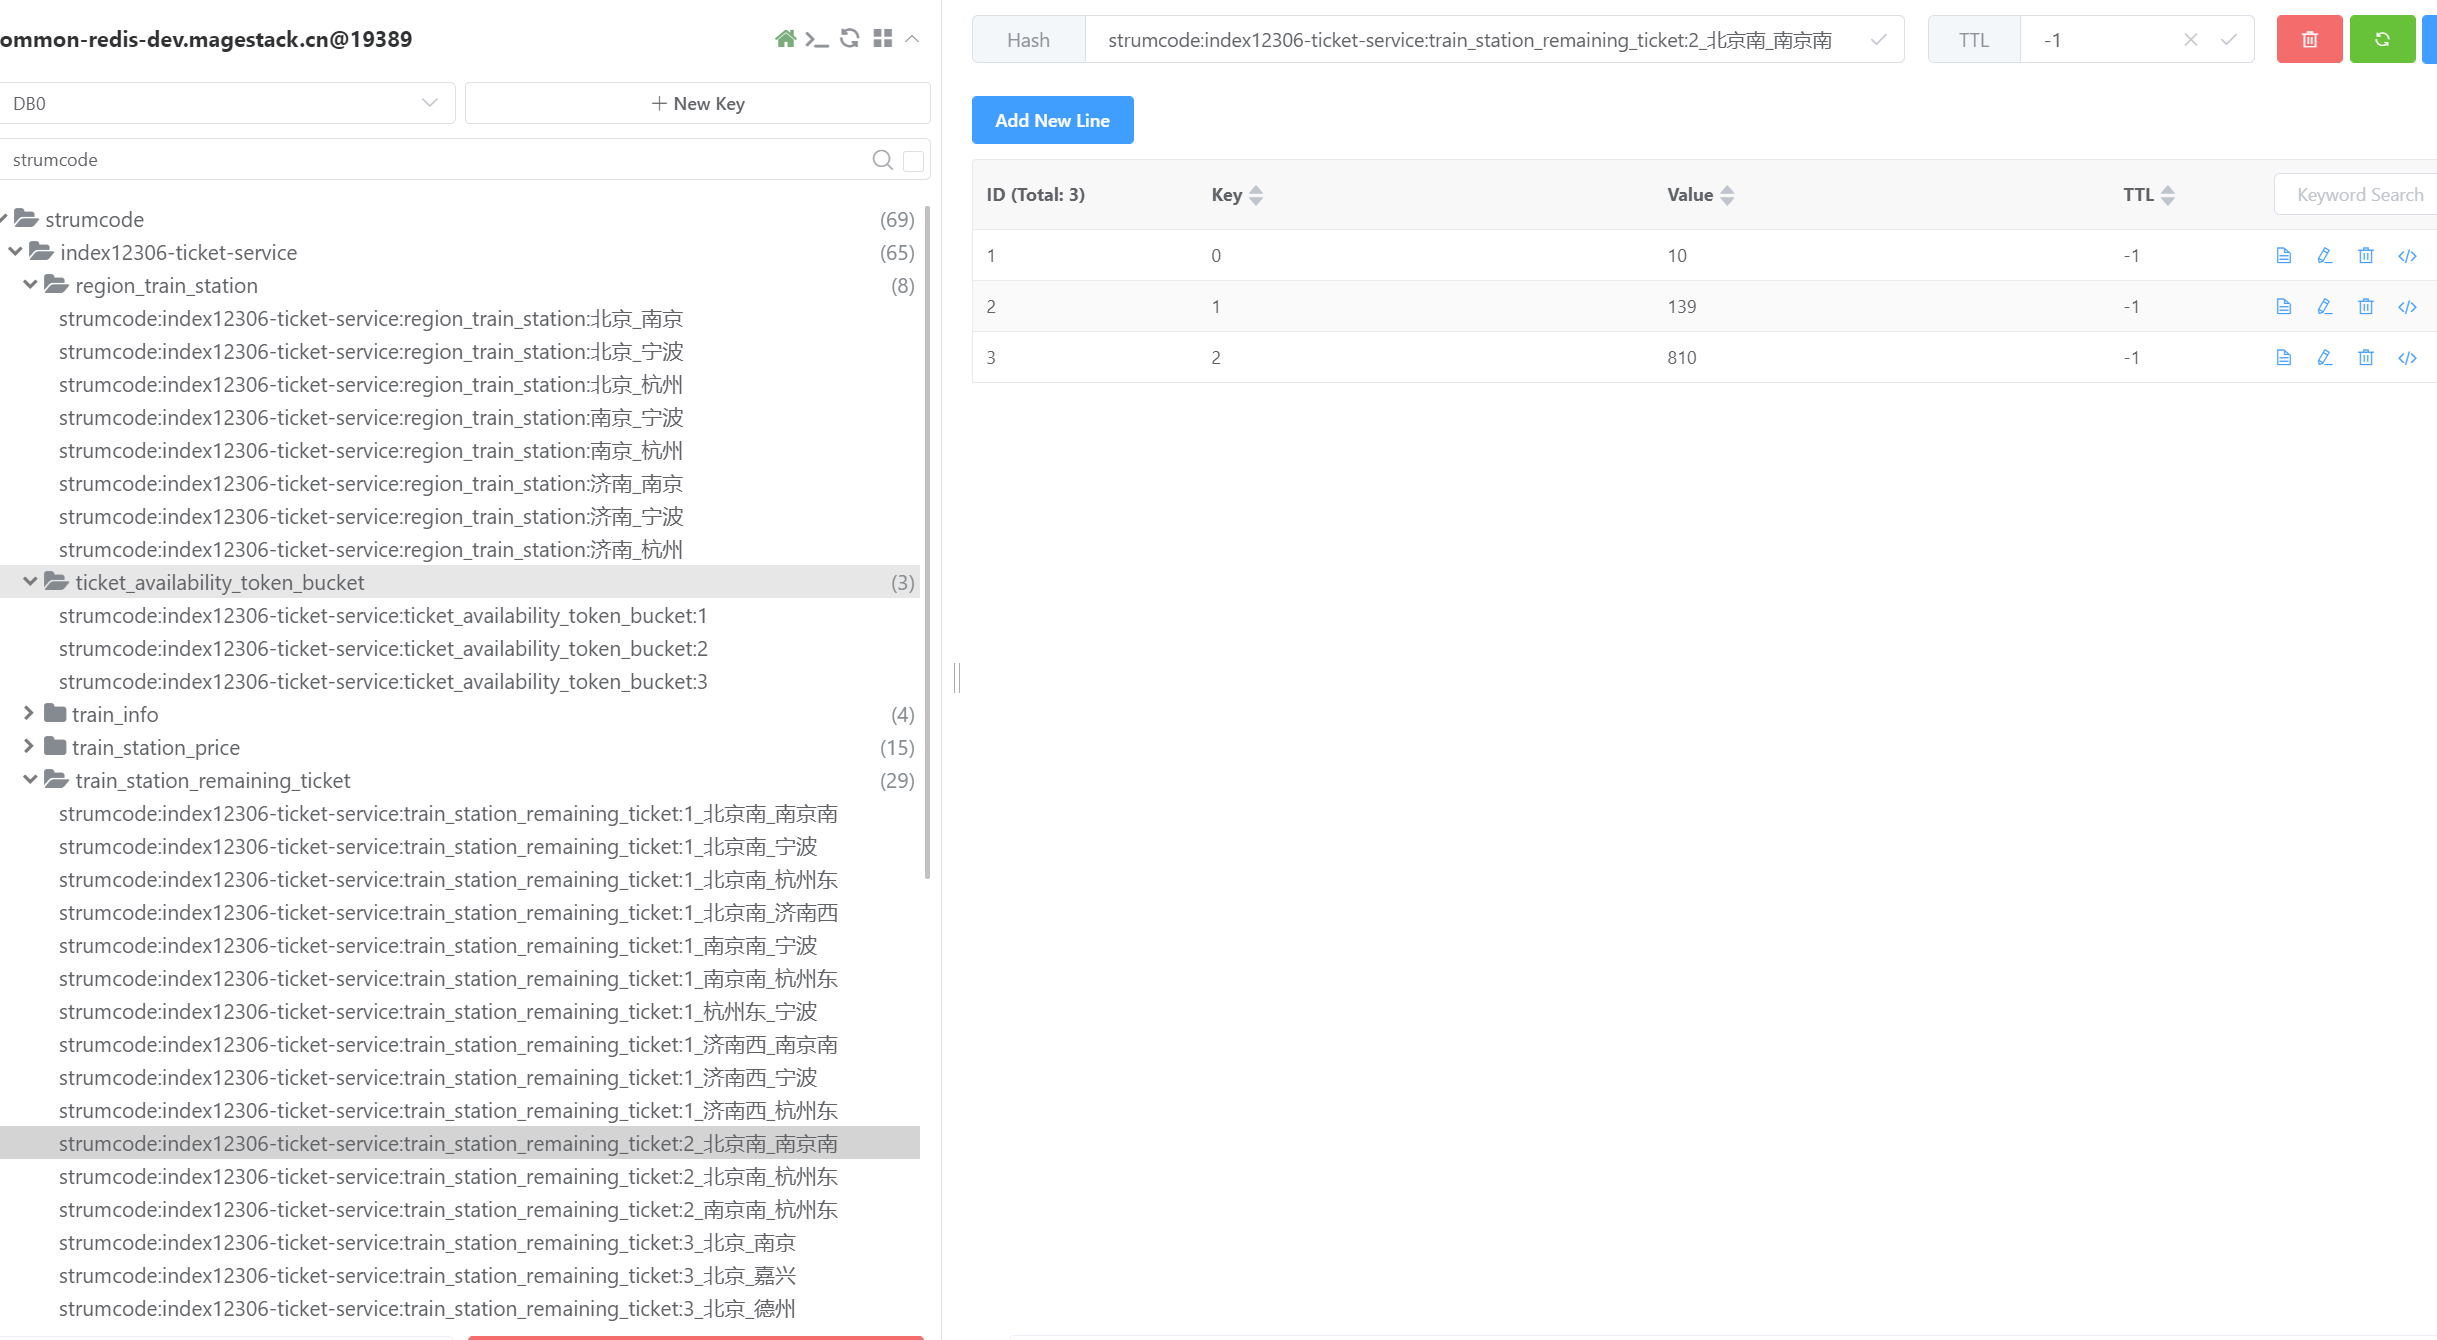 ommon-redis-dev.magestack.cn@19389
DB0
New Key
strumcode
strumcode (69)
index12306-ticket-service (65)
region_train_station (8)
strumcode:index12306-ticket-service:region_train_station:北京_南京
strumcode:index12306-ticket-service:region_train_station:北京_宁波
strumcode:index12306-ticket-service:region_train_station:北京_杭州
strumcode:index12306-ticket-service:region_train_station:南京_宁波
strumcode:index12306-ticket-service:region_train_station:南京_杭州
strumcode:index12306-ticket-service:region_train_station:济南_南京
strumcode:index12306-ticket-service:region_train_station:济南_宁波
strumcode:index12306-ticket-service:region_train_station:济南_杭州
ticket_availability_token_bucket (3)
strumcode:index12306-ticket-service:ticket_availability_token_bucket:1
strumcode:index12306-ticket-service:ticket_availability_token_bucket:2
strumcode:index12306-ticket-service:ticket_availability_token_bucket:3
train_info (4)
train_station_price (15)
train_station_remaining_ticket (29)
strumcode:index12306-ticket-service:train_station_remaining_ticket:1_北京南_南京南
strumcode:index12306-ticket-service:train_station_remaining_ticket:1_北京南_宁波
strumcode:index12306-ticket-service:train_station_remaining_ticket:1_北京南_杭州东
strumcode:index12306-ticket-service:train_station_remaining_ticket:1_北京南_济南西
strumcode:index12306-ticket-service:train_station_remaining_ticket:1_南京南_宁波
strumcode:index12306-ticket-service:train_station_remaining_ticket:1_南京南_杭州东
strumcode:index12306-ticket-service:train_station_remaining_ticket:1_杭州东_宁波
strumcode:index12306-ticket-service:train_station_remaining_ticket:1_济南西_南京南
strumcode:index12306-ticket-service:train_station_remaining_ticket:1_济南西_宁波
strumcode:index12306-ticket-service:train_station_remaining_ticket:1_济南西_杭州东
strumcode:index12306-ticket-service:train_station_remaining_ticket:2_北京南_南京南
strumcode:index12306-ticket-service:train_station_remaining_ticket:2_北京南_杭州东
strumcode:index12306-ticket-service:train_station_remaining_ticket:2_南京南_杭州东
strumcode:index12306-ticket-service:train_station_remaining_ticket:3_北京_南京
strumcode:index12306-ticket-service:train_station_remaining_ticket:3_北京_嘉兴
strumcode:index12306-ticket-service:train_station_remaining_ticket:3_北京_德州
Hash strumcode:index12306-ticket-service:train_station_remaining_ticket:2_北京南_南京南 TTL -1
Add New Line
ID (Total: 3) Key Value TTL Keyword Search
1 0 10 -1
2 1 139 -1
3 2 810 -1